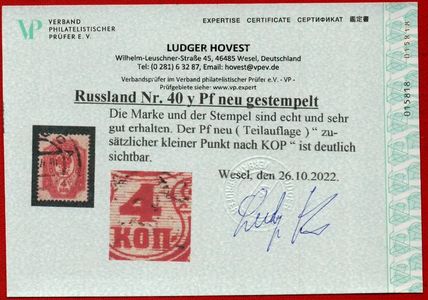 VP
VERBAND
PHILATELISTISCHER
PRÜFER E. V.
EXPERTISE CERTIFICATE СЕРТИФИКАТ 鑑定書
LUDGER HOVEST
Wilhelm-Leuschner-Straße 45, 46485 Wesel, Deutschland
Tel: (0 281) 6 32 87, Email: hovest@vpev.de
Verbandsprüfer im Verband philatelistischer Prüfer e.V. - VP -
Prüfgebiete siehe: www.vp.expert
Russland Nr. 40 y Pf neu gestempelt
Die Marke und der Stempel sind echt und sehr
gut erhalten. Der Pf neu ( Teilauflage ) “ zu-
sätzlicher kleiner Punkt nach KOP “ ist deutlich
sichtbar.
Wesel, den 26.10.2022.
4
КОП.
015818
015818